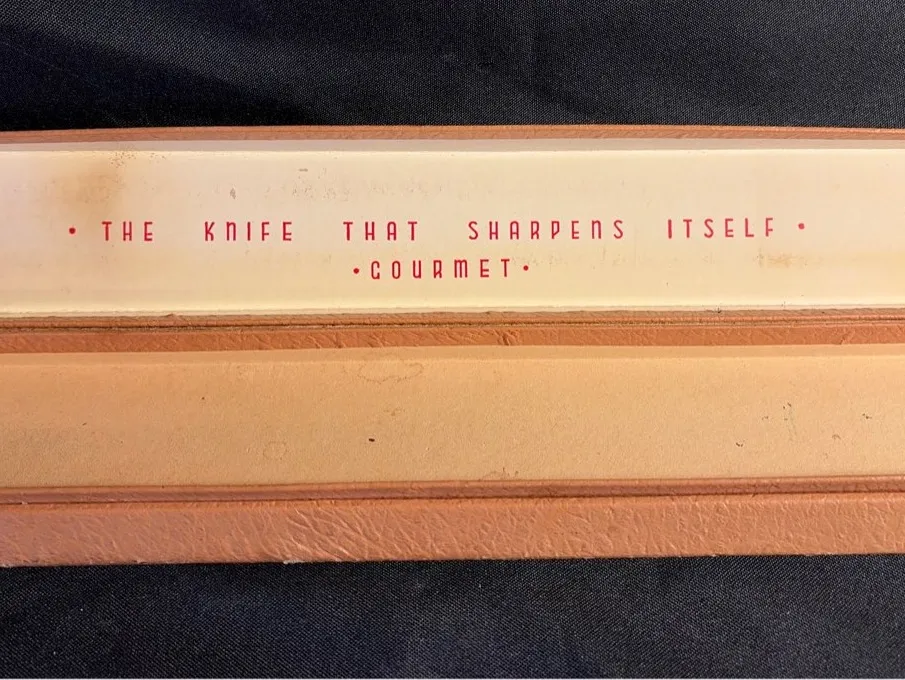 • THE KNIFE THAT SHARPENS ITSELF •
• GOURMET •